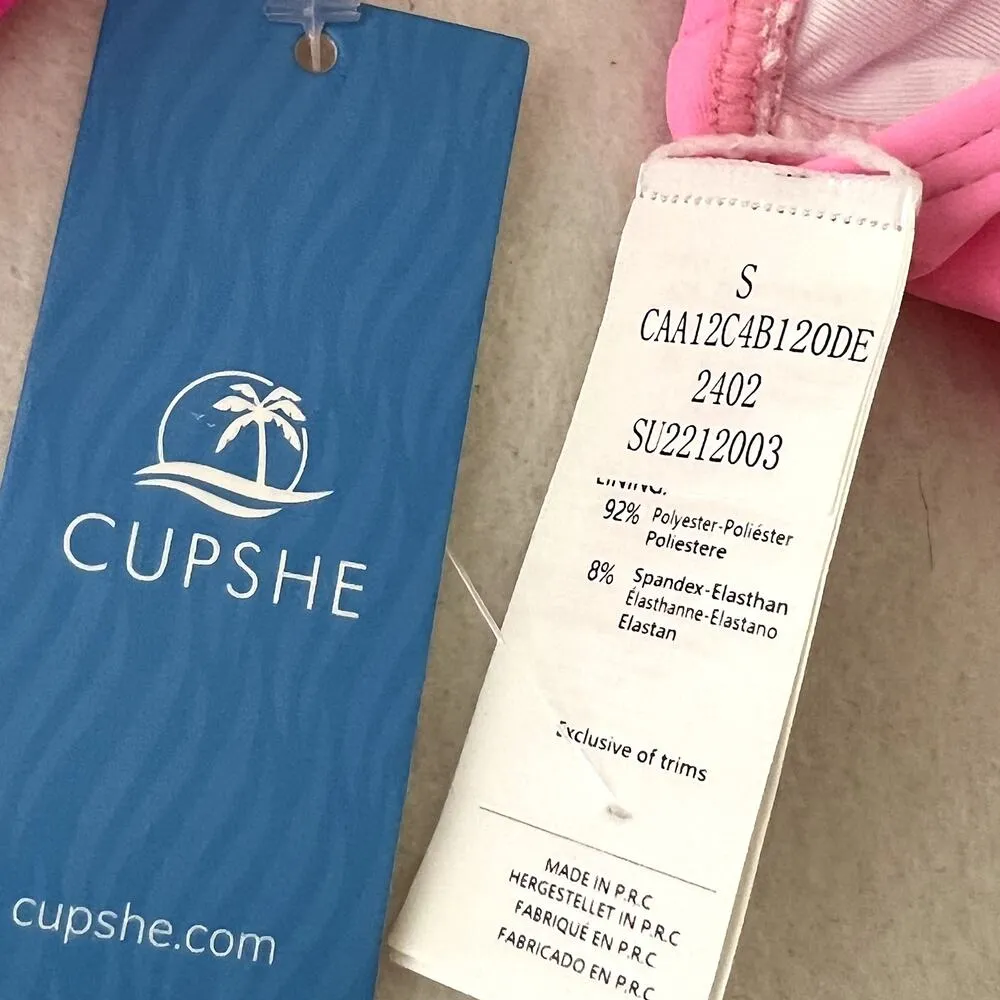 CUPSHE
cupshe.com
S
CAA12C4B120DE
2402
SU2212003
LINING:
92% Polyester-Poliéster
Poliestere
8% Spandex-Elasthan
Élasthanne-Elastano
Elastan
Exclusive of trims
MADE IN P.R.C
HERGESTELLET IN P.R.C
FABRIQUÉ EN P.R.C
FABRICADO EN P.R.C